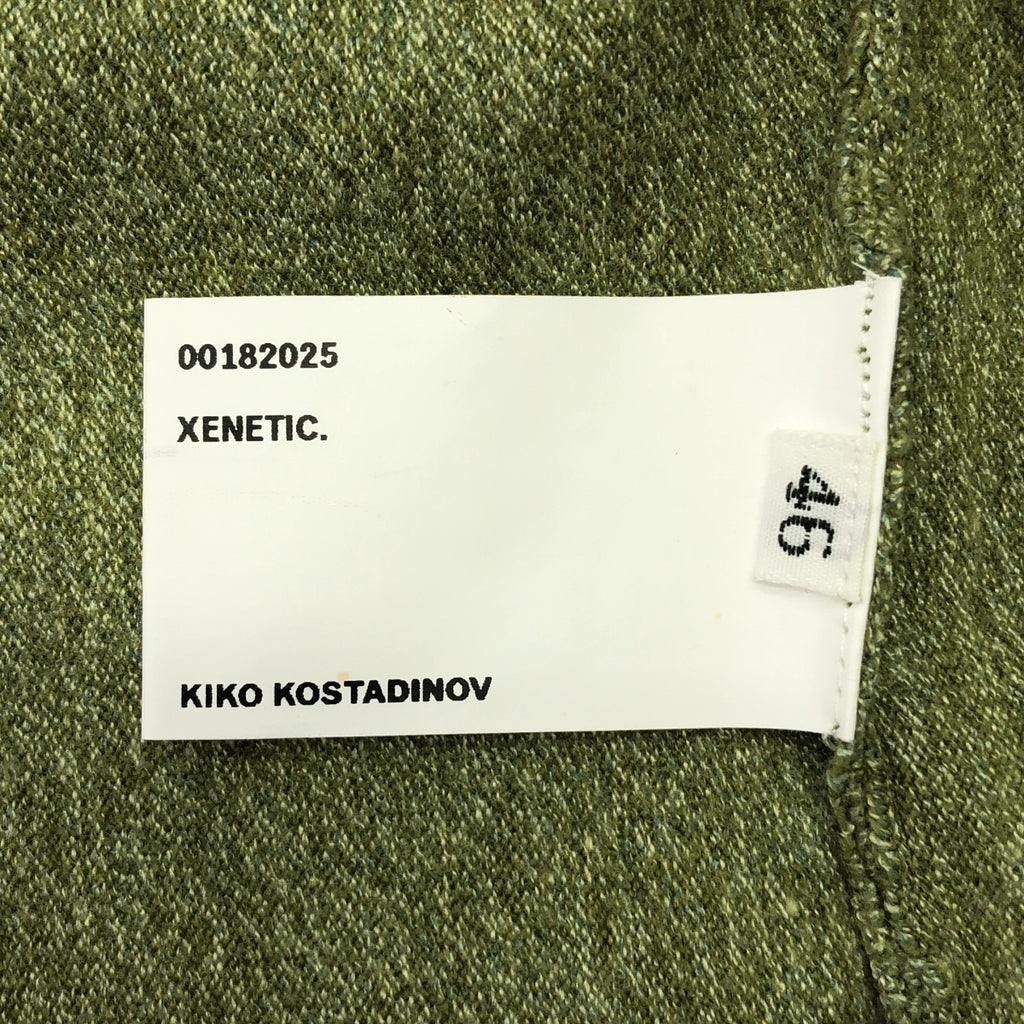 00182025
XENETIC.
46
KIKO KOSTADINOV